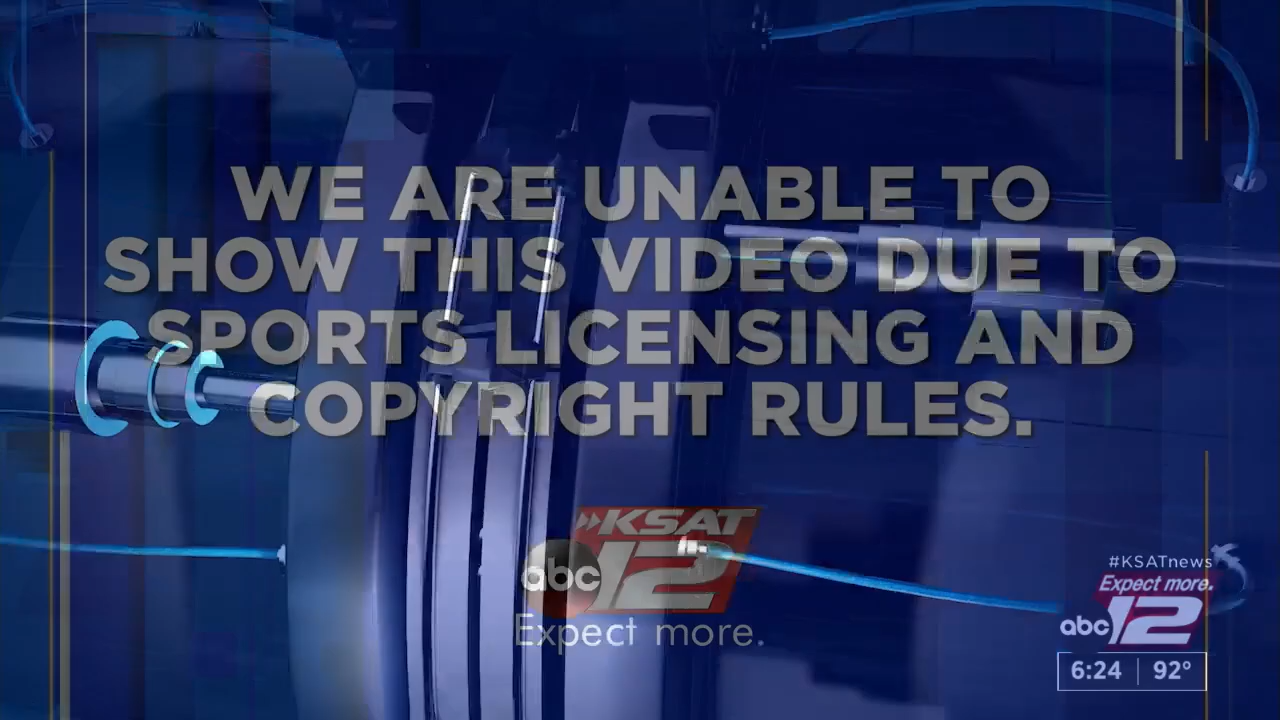 WE ARE UNABLE TO
SHOW THIS VIDEO DUE TO
SPORTS LICENSING AND
COPYRIGHT RULES.
KSAT
abc 12
Expect more.
#KSATnews
Expect more.
abc 12
6:24 92°